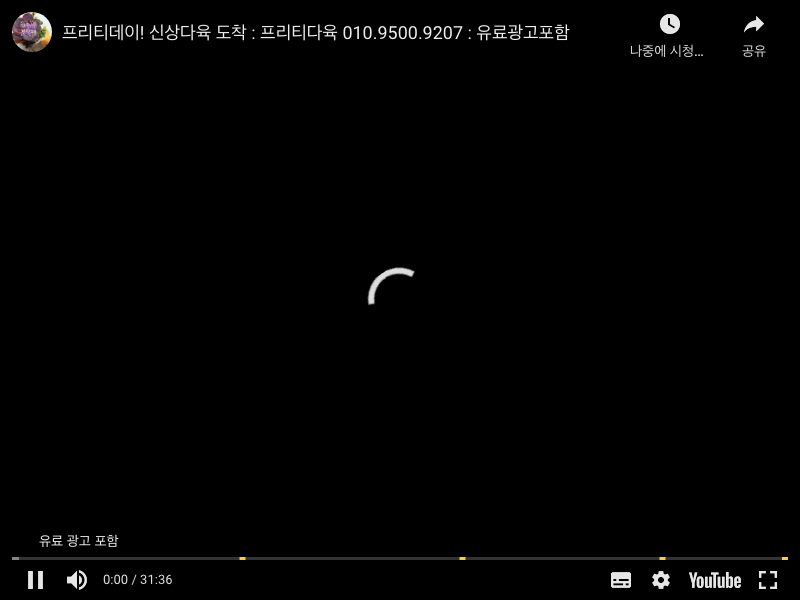 프리티데이! 신상다육 도착 : 프리티다육 010.9500.9207 : 유료광고포함
나중에 시청...
공유
유료 광고 포함
0:00 / 31:36
YouTube